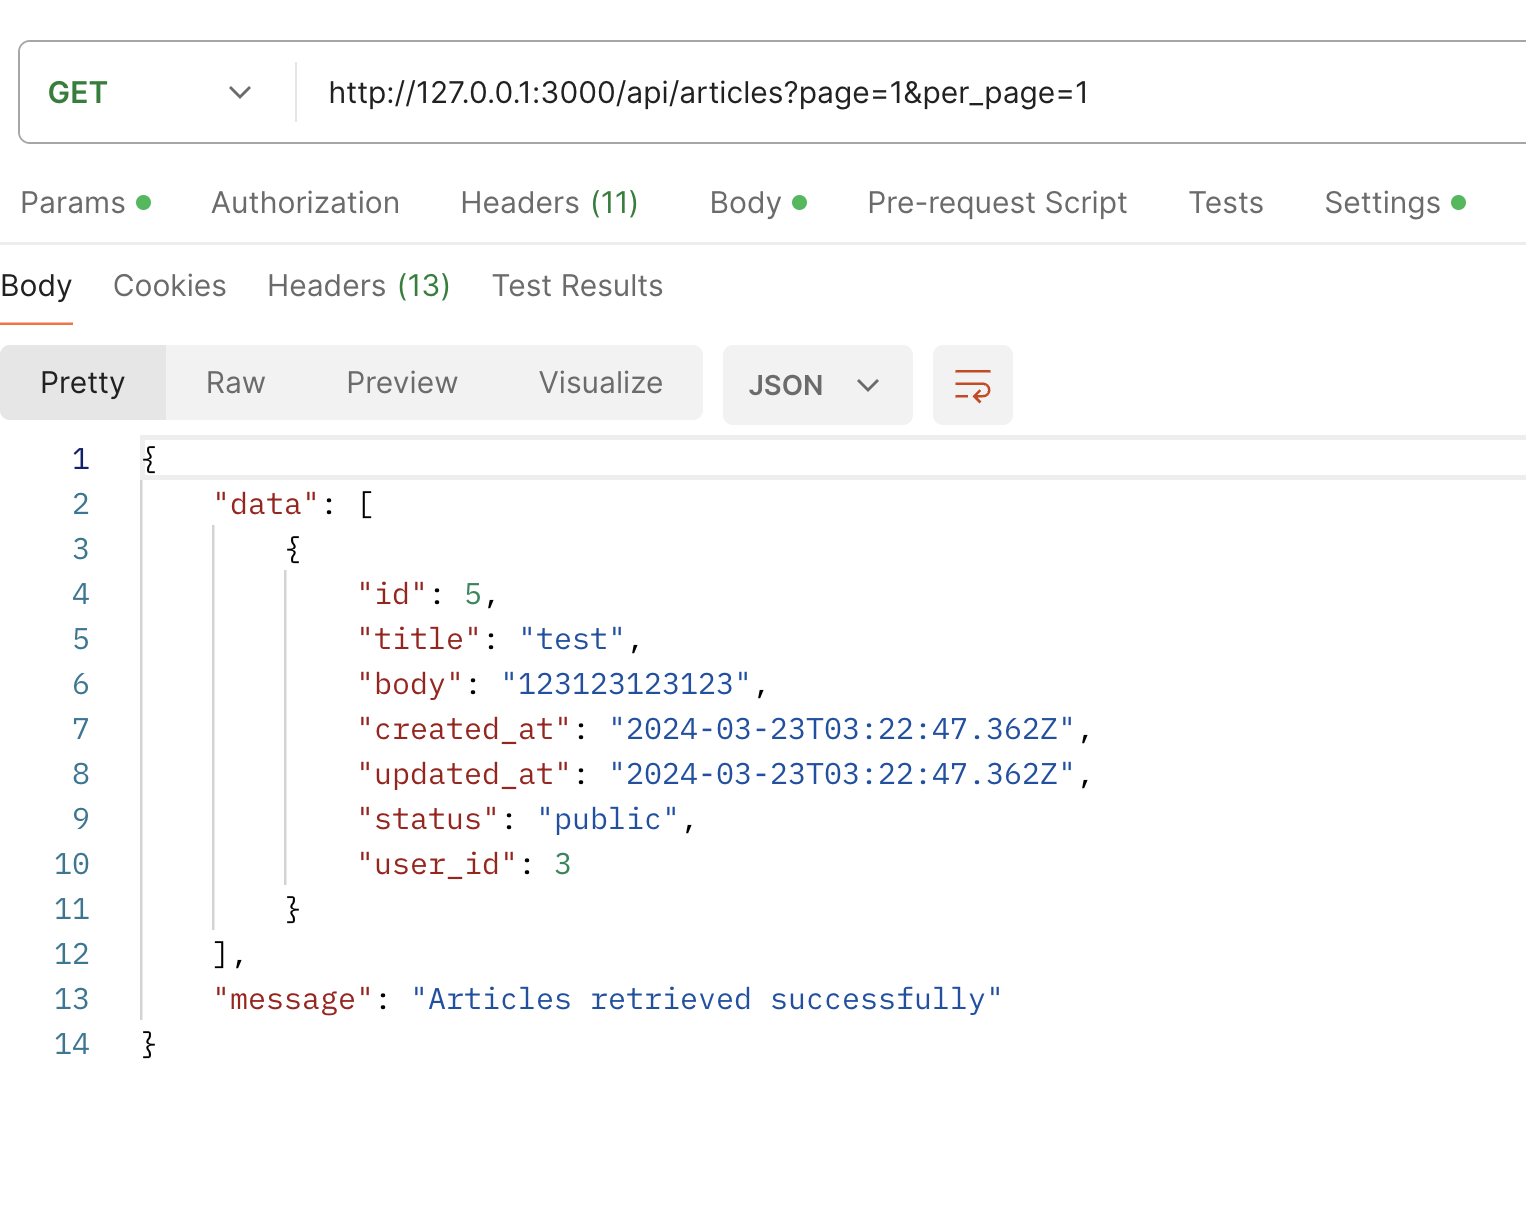 GET http://127.0.0.1:3000/api/articles?page=1&per_page=1
Params Authorization Headers (11) Body Pre-request Script Tests Settings
Body Cookies Headers (13) Test Results
Pretty Raw Preview Visualize JSON
1 {
2 "data": [
3 {
4 "id": 5,
5 "title": "test",
6 "body": "123123123123",
7 "created_at": "2024-03-23T03:22:47.362Z",
8 "updated_at": "2024-03-23T03:22:47.362Z",
9 "status": "public",
10 "user_id": 3
11 }
12 ],
13 "message": "Articles retrieved successfully"
14 }